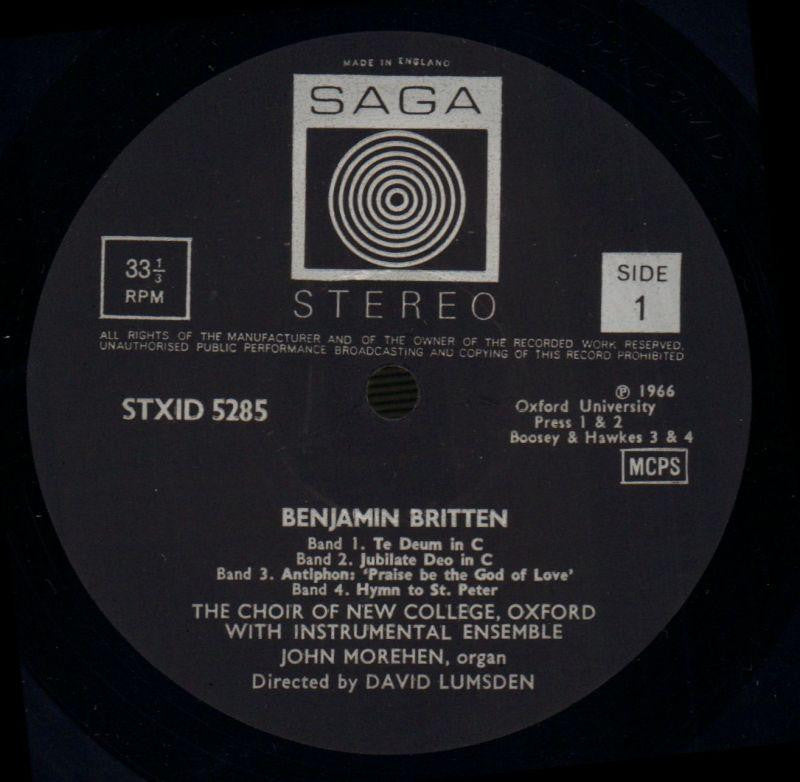 MADE IN ENGLAND
SAGA
33 1/3
RPM
SIDE
1
STEREO
ALL RIGHTS OF THE MANUFACTURER AND OF THE OWNER OF THE RECORDED WORK RESERVED.
UNAUTHORISED PUBLIC PERFORMANCE BROADCASTING AND COPYING OF THIS RECORD PROHIBITED
STXID 5285
℗ 1966
Oxford University
Press 1 & 2
Boosey & Hawkes 3 & 4
MCPS
BENJAMIN BRITTEN
Band 1. Te Deum in C
Band 2. Jubilate Deo in C
Band 3. Antiphon: 'Praise be the God of Love'
Band 4. Hymn to St. Peter
THE CHOIR OF NEW COLLEGE, OXFORD
WITH INSTRUMENTAL ENSEMBLE
JOHN MOREHEN, organ
Directed by DAVID LUMSDEN